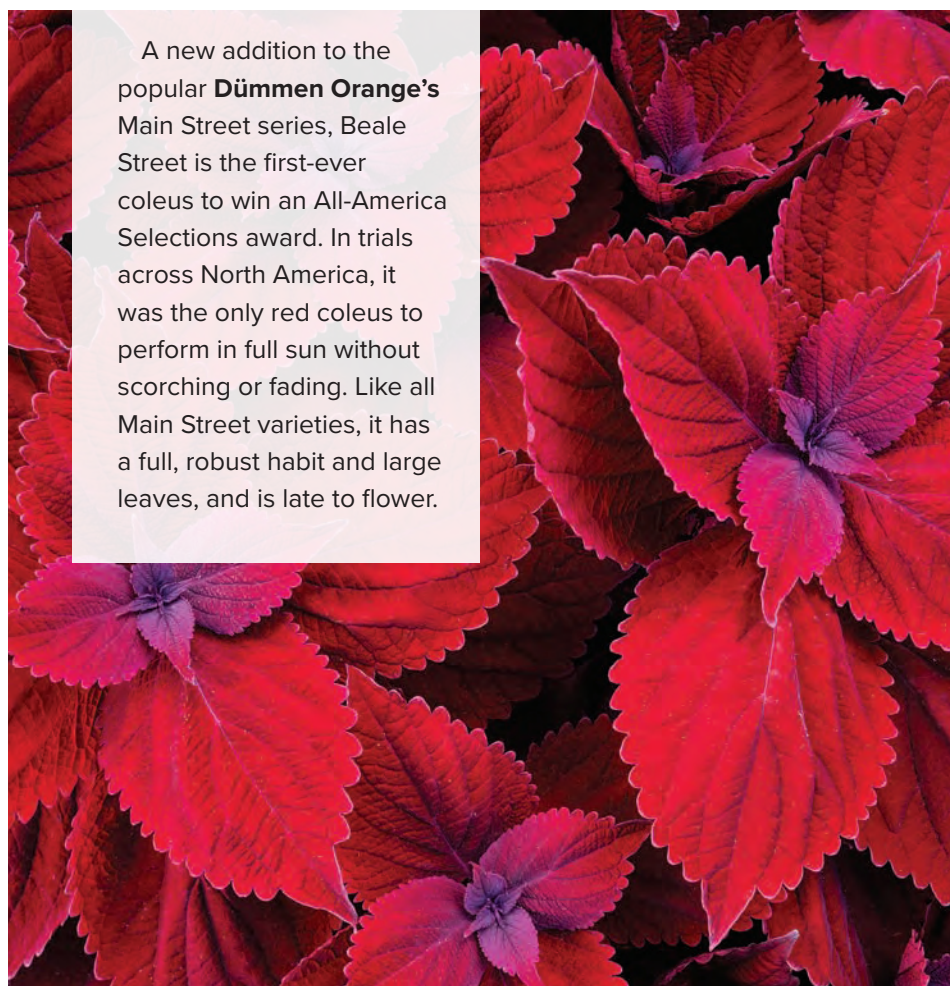 A new addition to the
popular Dümmen Orange's
Main Street series, Beale
Street is the first-ever
coleus to win an All-America
Selections award. In trials
across North America, it
was the only red coleus to
perform in full sun without
scorching or fading. Like all
Main Street varieties, it has
a full, robust habit and large
leaves, and is late to flower.